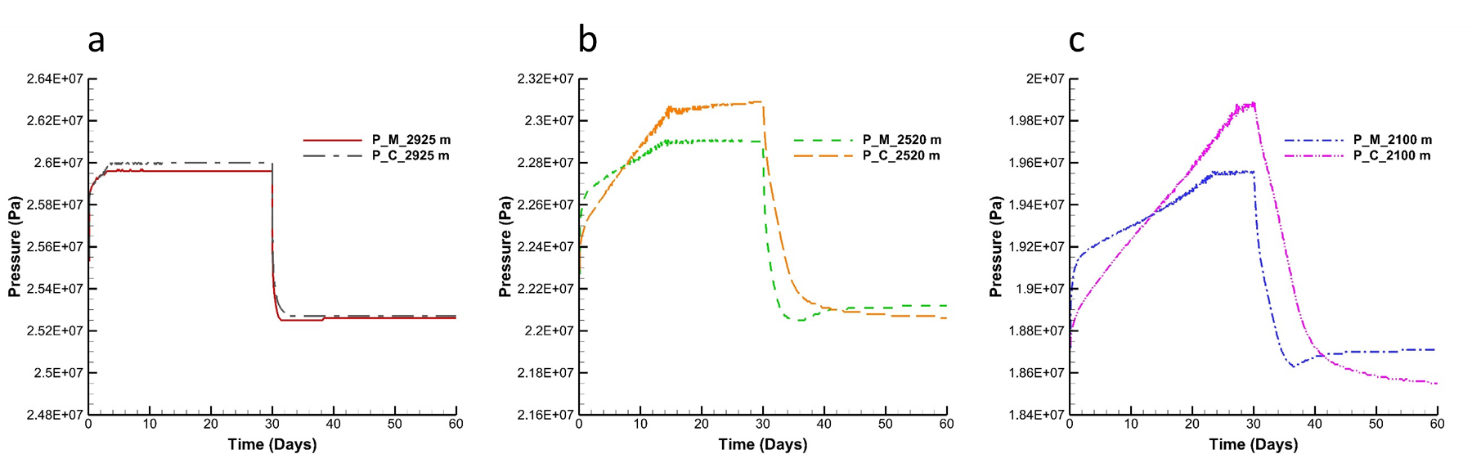 a
2.64E+07
2.62E+07
2.6E+07
2.58E+07
2.56E+07
2.54E+07
2.52E+07
2.5E+07
2.48E+07
Pressure (Pa)
P_M_2925 m
P_C_2925 m
0 10 20 30 40 50 60
Time (Days)
b
2.32E+07
2.3E+07
2.28E+07
2.26E+07
2.24E+07
2.22E+07
2.2E+07
2.18E+07
2.16E+07
Pressure (Pa)
P_M_2520 m
P_C_2520 m
0 10 20 30 40 50 60
Time (Days)
c
2E+07
1.98E+07
1.96E+07
1.94E+07
1.92E+07
1.9E+07
1.88E+07
1.86E+07
1.84E+07
Pressure (Pa)
P_M_2100 m
P_C_2100 m
0 10 20 30 40 50 60
Time (Days)